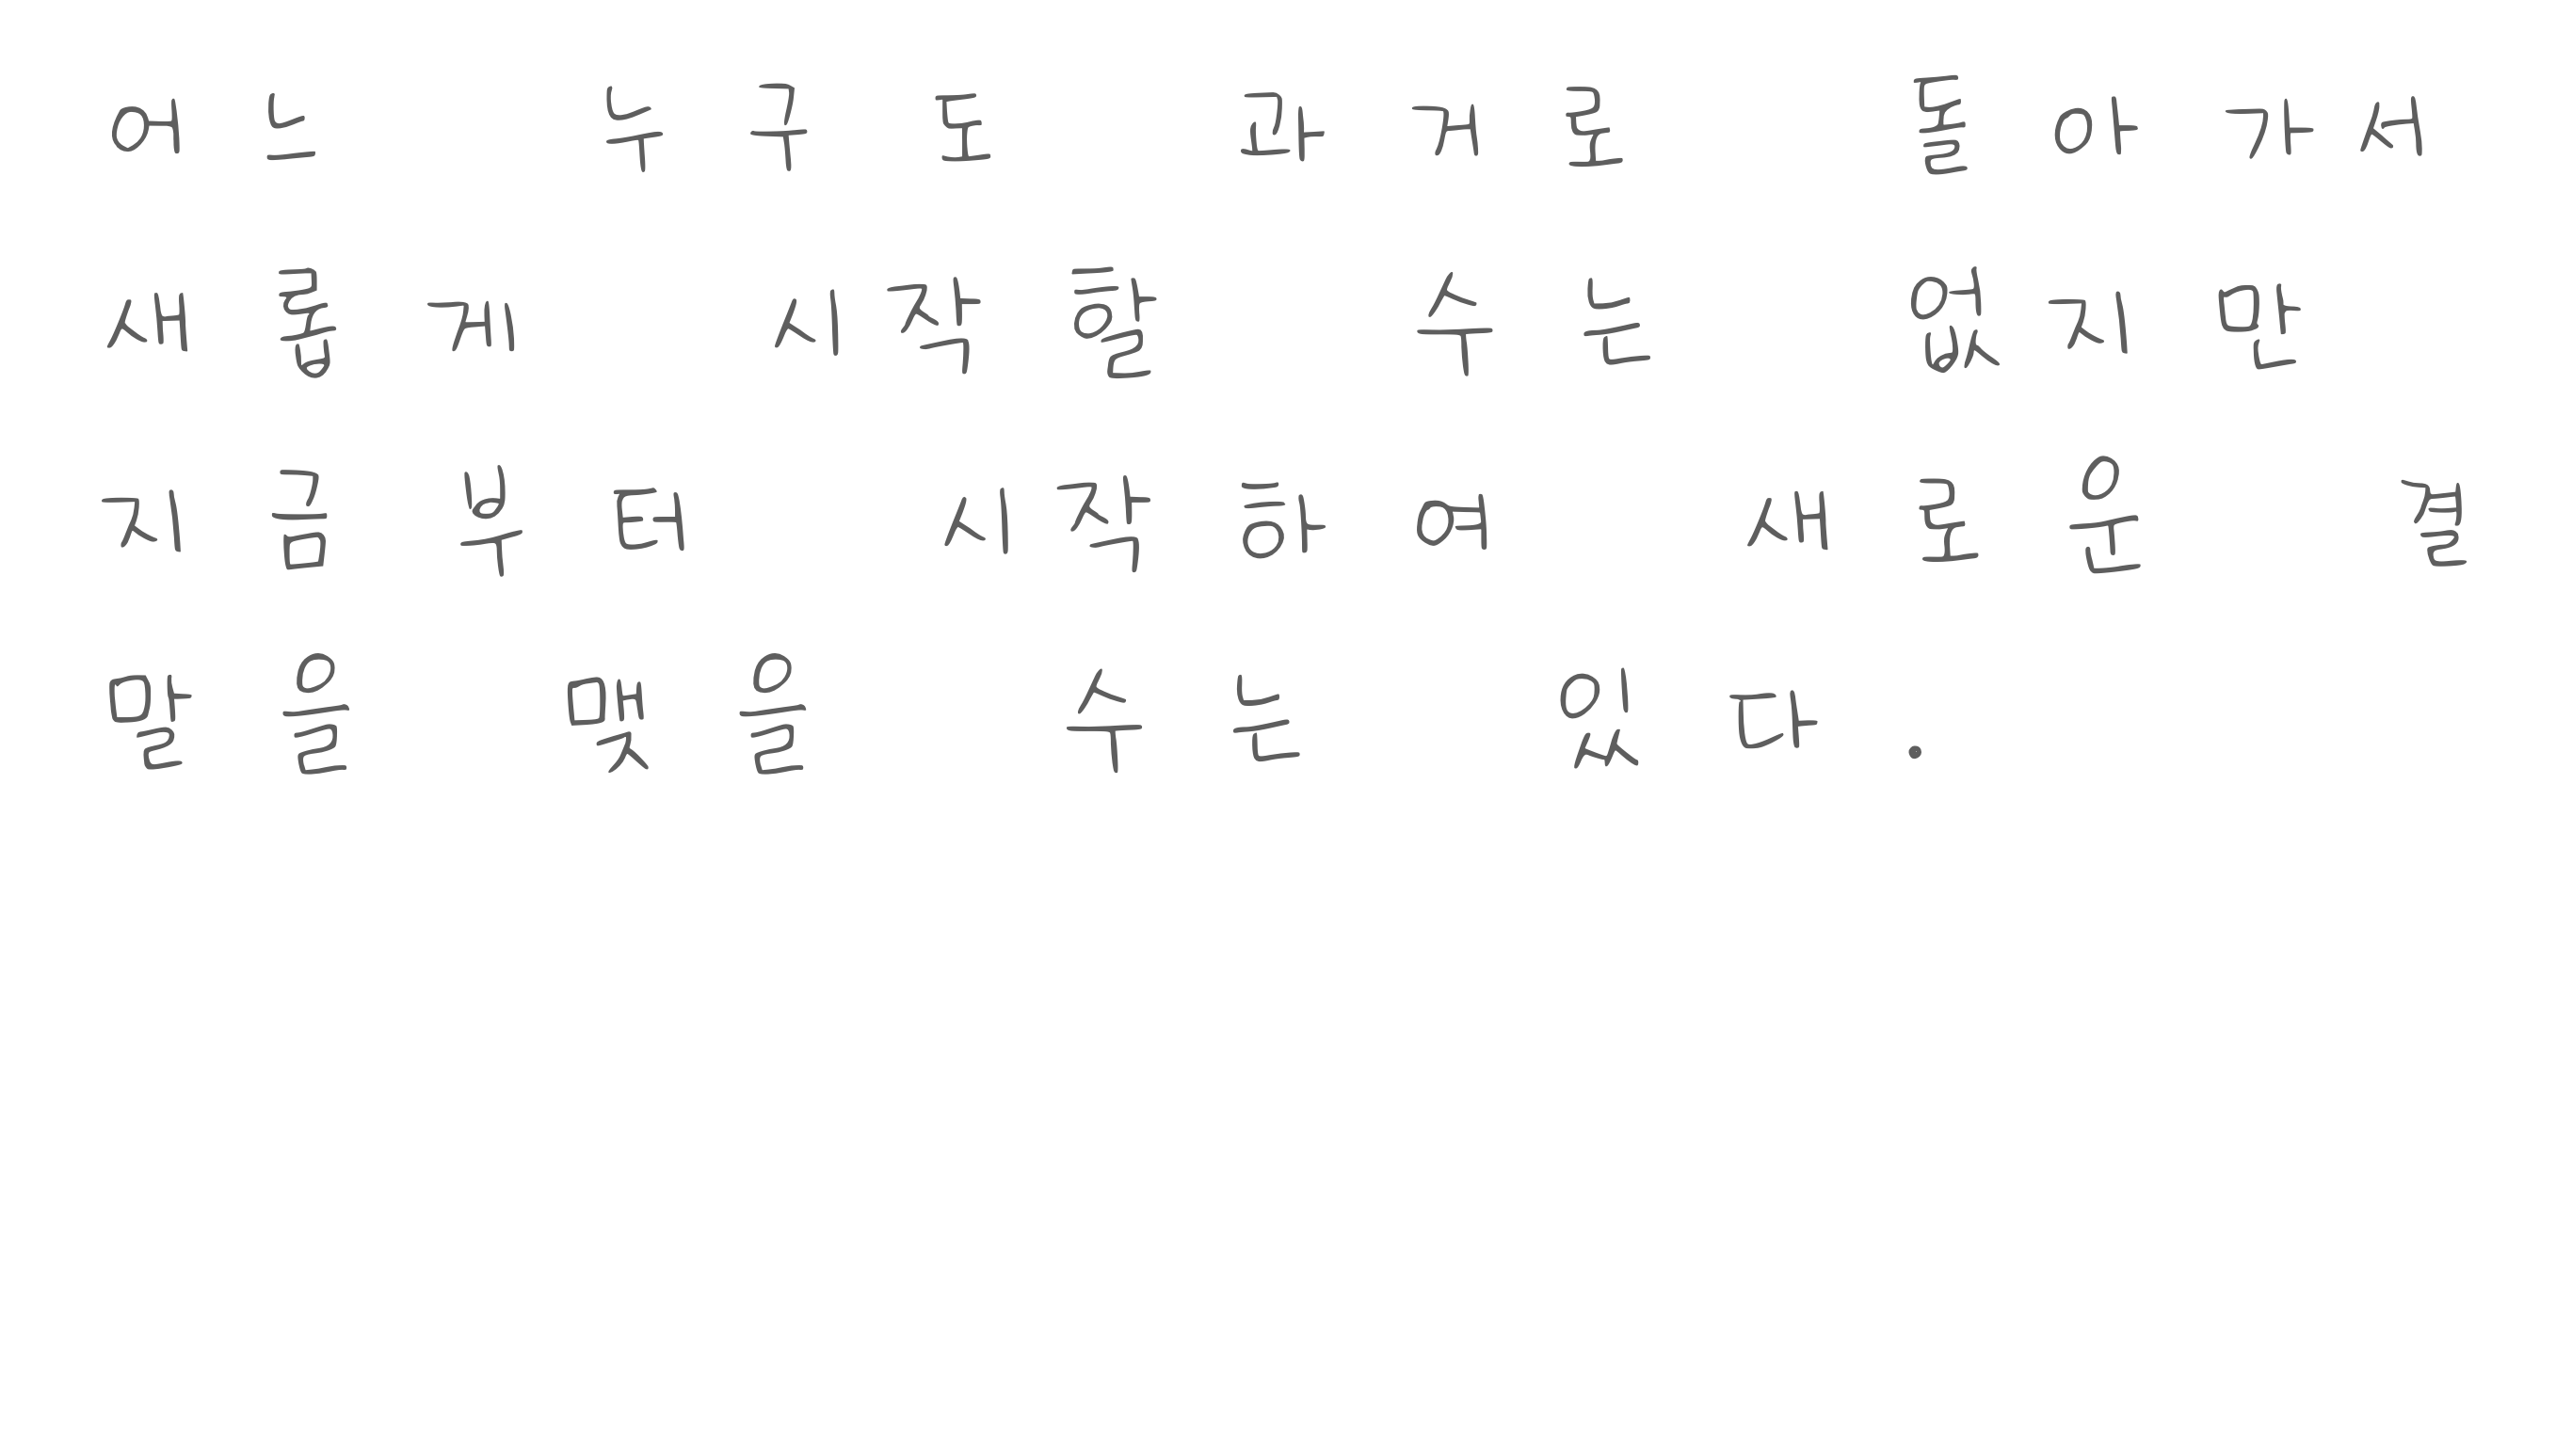 어느 누구도 과거로 돌아가서
새롭게 시작할 수는 없지만
지금부터 시작하여 새로운 결
말을 맺을 수는 있다.